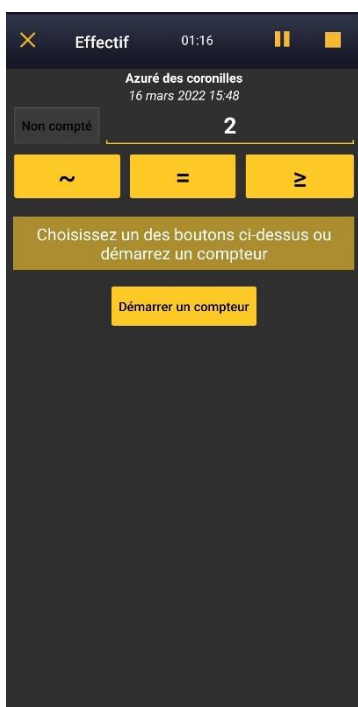 Effectif 01:16
Azuré des coronilles
16 mars 2022 15:48
Non compté 2
~ = ≥
Choisissez un des boutons ci-dessus ou
démarrez un compteur
Démarrer un compteur